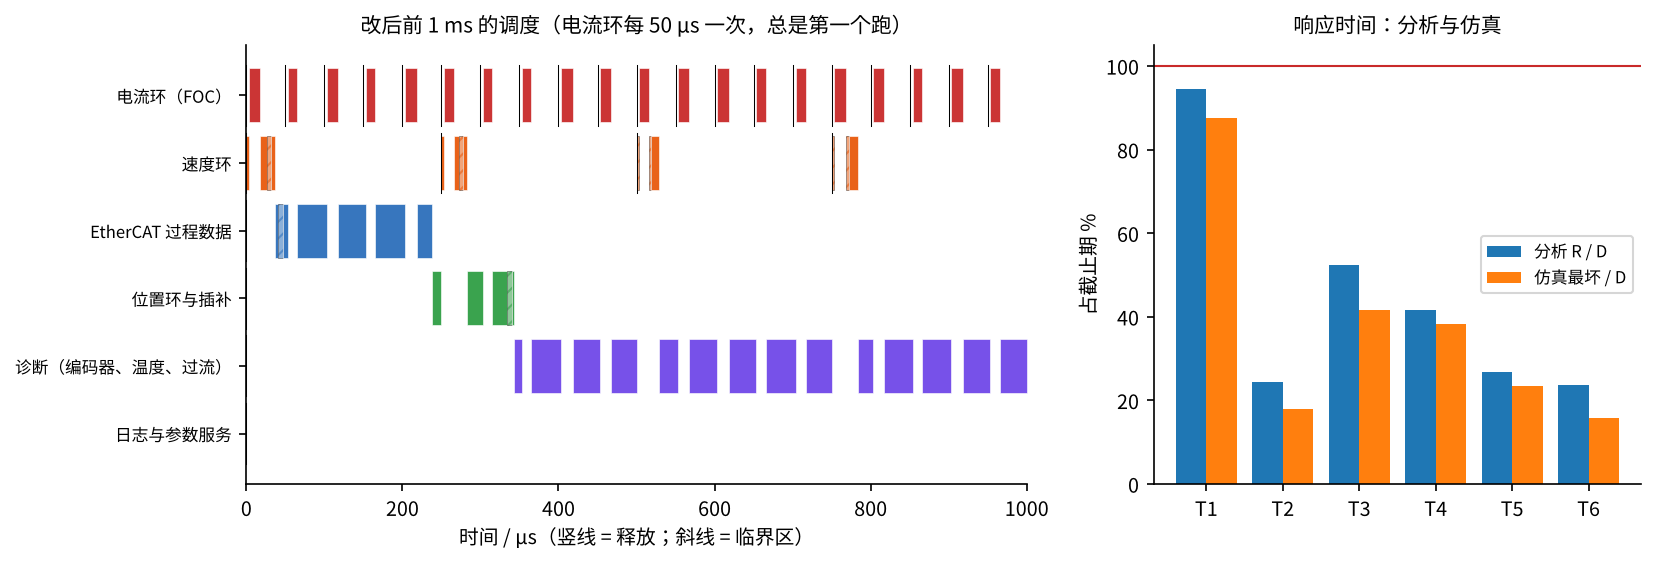 改后前 1 ms 的调度（电流环每 50 µs 一次，总是第一个跑）
电流环（FOC）
速度环
EtherCAT 过程数据
位置环与插补
诊断（编码器、温度、过流）
日志与参数服务
0 200 400 600 800 1000
时间 / µs（竖线 = 释放；斜线 = 临界区）
响应时间：分析与仿真
占截止期 %
100
80
60
40
20
0
分析 R / D
仿真最坏 / D
T1 T2 T3 T4 T5 T6